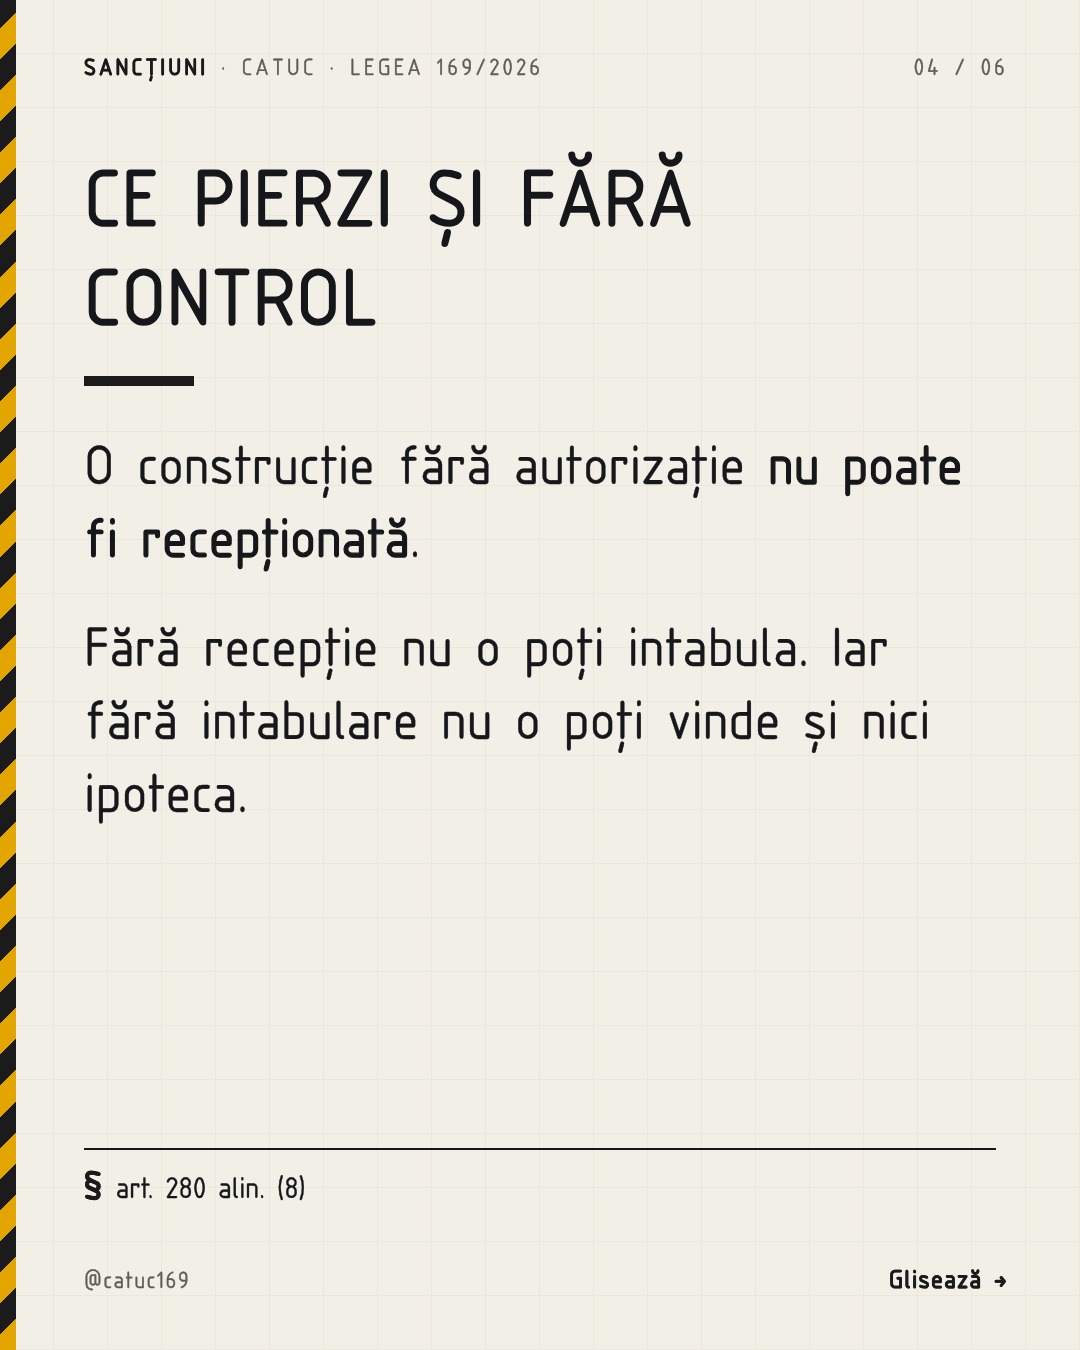 SANCȚIUNI · CATUC · LEGEA 169/2026
04 / 06
CE PIERZI ȘI FĂRĂ
CONTROL
O construcție fără autorizație nu poate
fi recepționată.
Fără recepție nu o poți intabula. Iar
fără intabulare nu o poți vinde și nici
ipoteca.
§ art. 280 alin. (8)
@catuc169
Glisează →